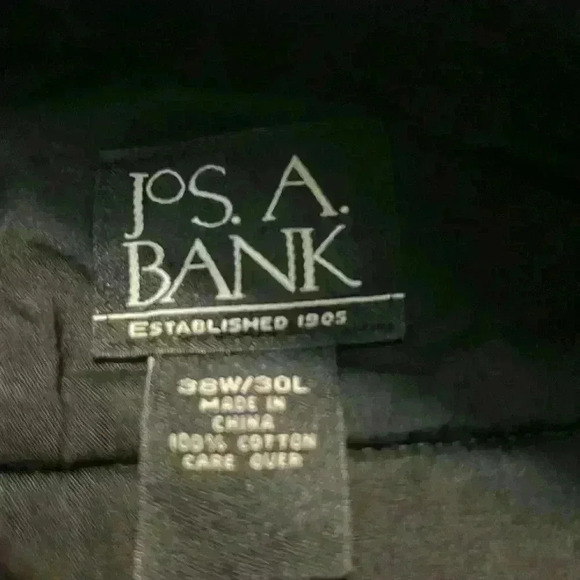 JOS. A.
BANK
ESTABLISHED 1905
38W/30L
MADE IN
CHINA
100% COTTON
CARE OVER